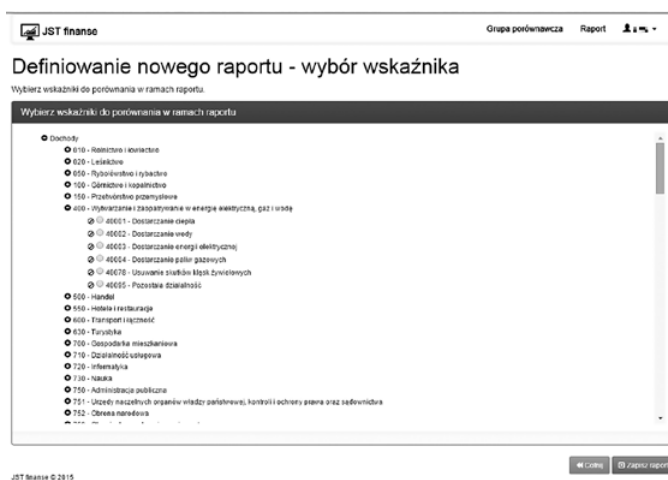 JST finanse
Grupa porównawcza Raport
Definiowanie nowego raportu - wybór wskaźnika
Wybierz wskaźniki do porównania w ramach raportu.
Wybierz wskaźniki do porównania w ramach raportu
Dochody
010 - Rolnictwo i łowiectwo
020 - Leśnictwo
050 - Rybołówstwo i rybactwo
100 - Górnictwo i kopalnictwo
150 - Przetwórstwo przemysłowe
400 - Wytwarzanie i zaopatrywanie w energię elektryczną, gaz i wodę
40001 - Dostarczanie ciepła
40002 - Dostarczanie wody
40003 - Dostarczanie energii elektrycznej
40004 - Dostarczanie paliw gazowych
40078 - Usuwanie skutków klęsk żywiołowych
40095 - Pozostała działalność
500 - Handel
550 - Hotele i restauracje
600 - Transport i łączność
630 - Turystyka
700 - Gospodarka mieszkaniowa
710 - Działalność usługowa
720 - Informatyka
730 - Nauka
750 - Administracja publiczna
751 - Urzędy naczelnych organów władzy państwowej, kontroli i ochrony prawa oraz sądownictwa
752 - Obrona narodowa
Cofnij Zapisz raport
JST finanse © 2015